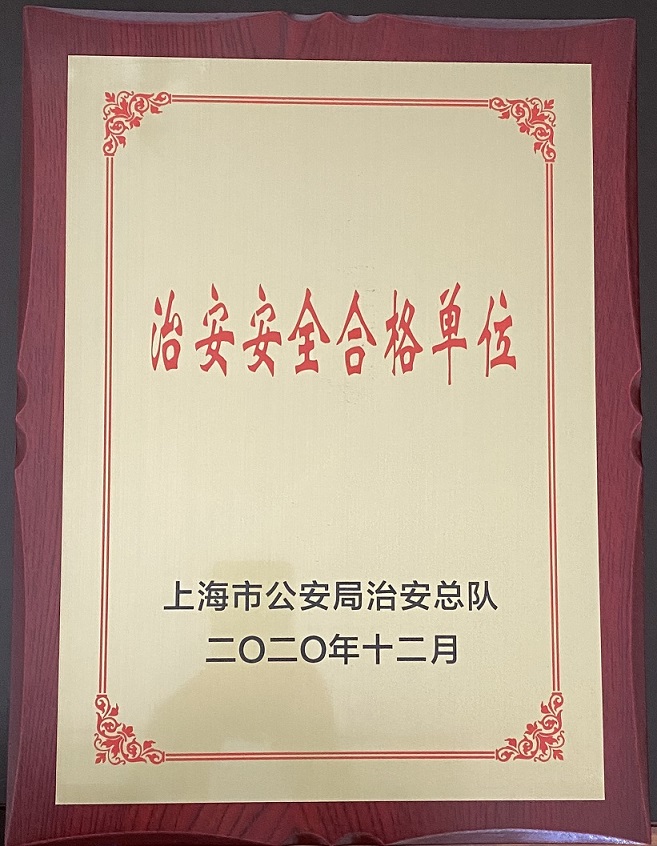 治安安全合格单位
上海市公安局治安总队
二〇二〇年十二月